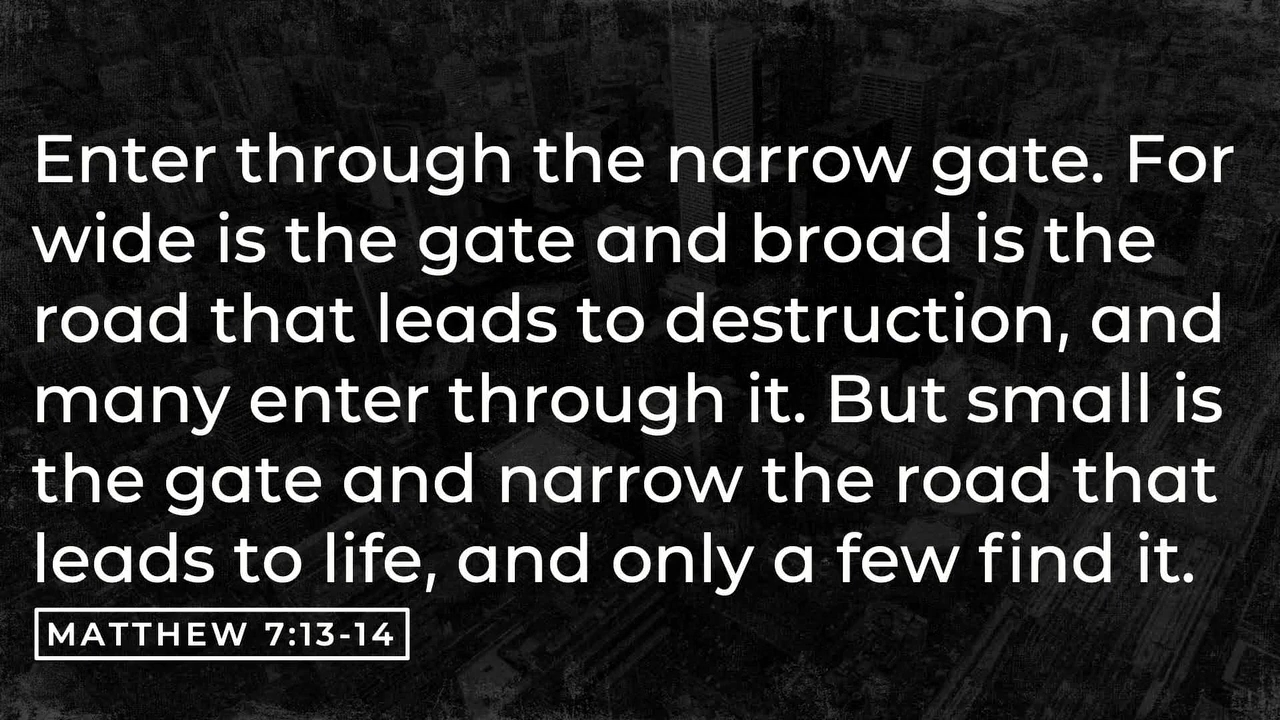 Enter through the narrow gate. For
wide is the gate and broad is the
road that leads to destruction, and
many enter through it. But small is
the gate and narrow the road that
leads to life, and only a few find it.
MATTHEW 7:13-14